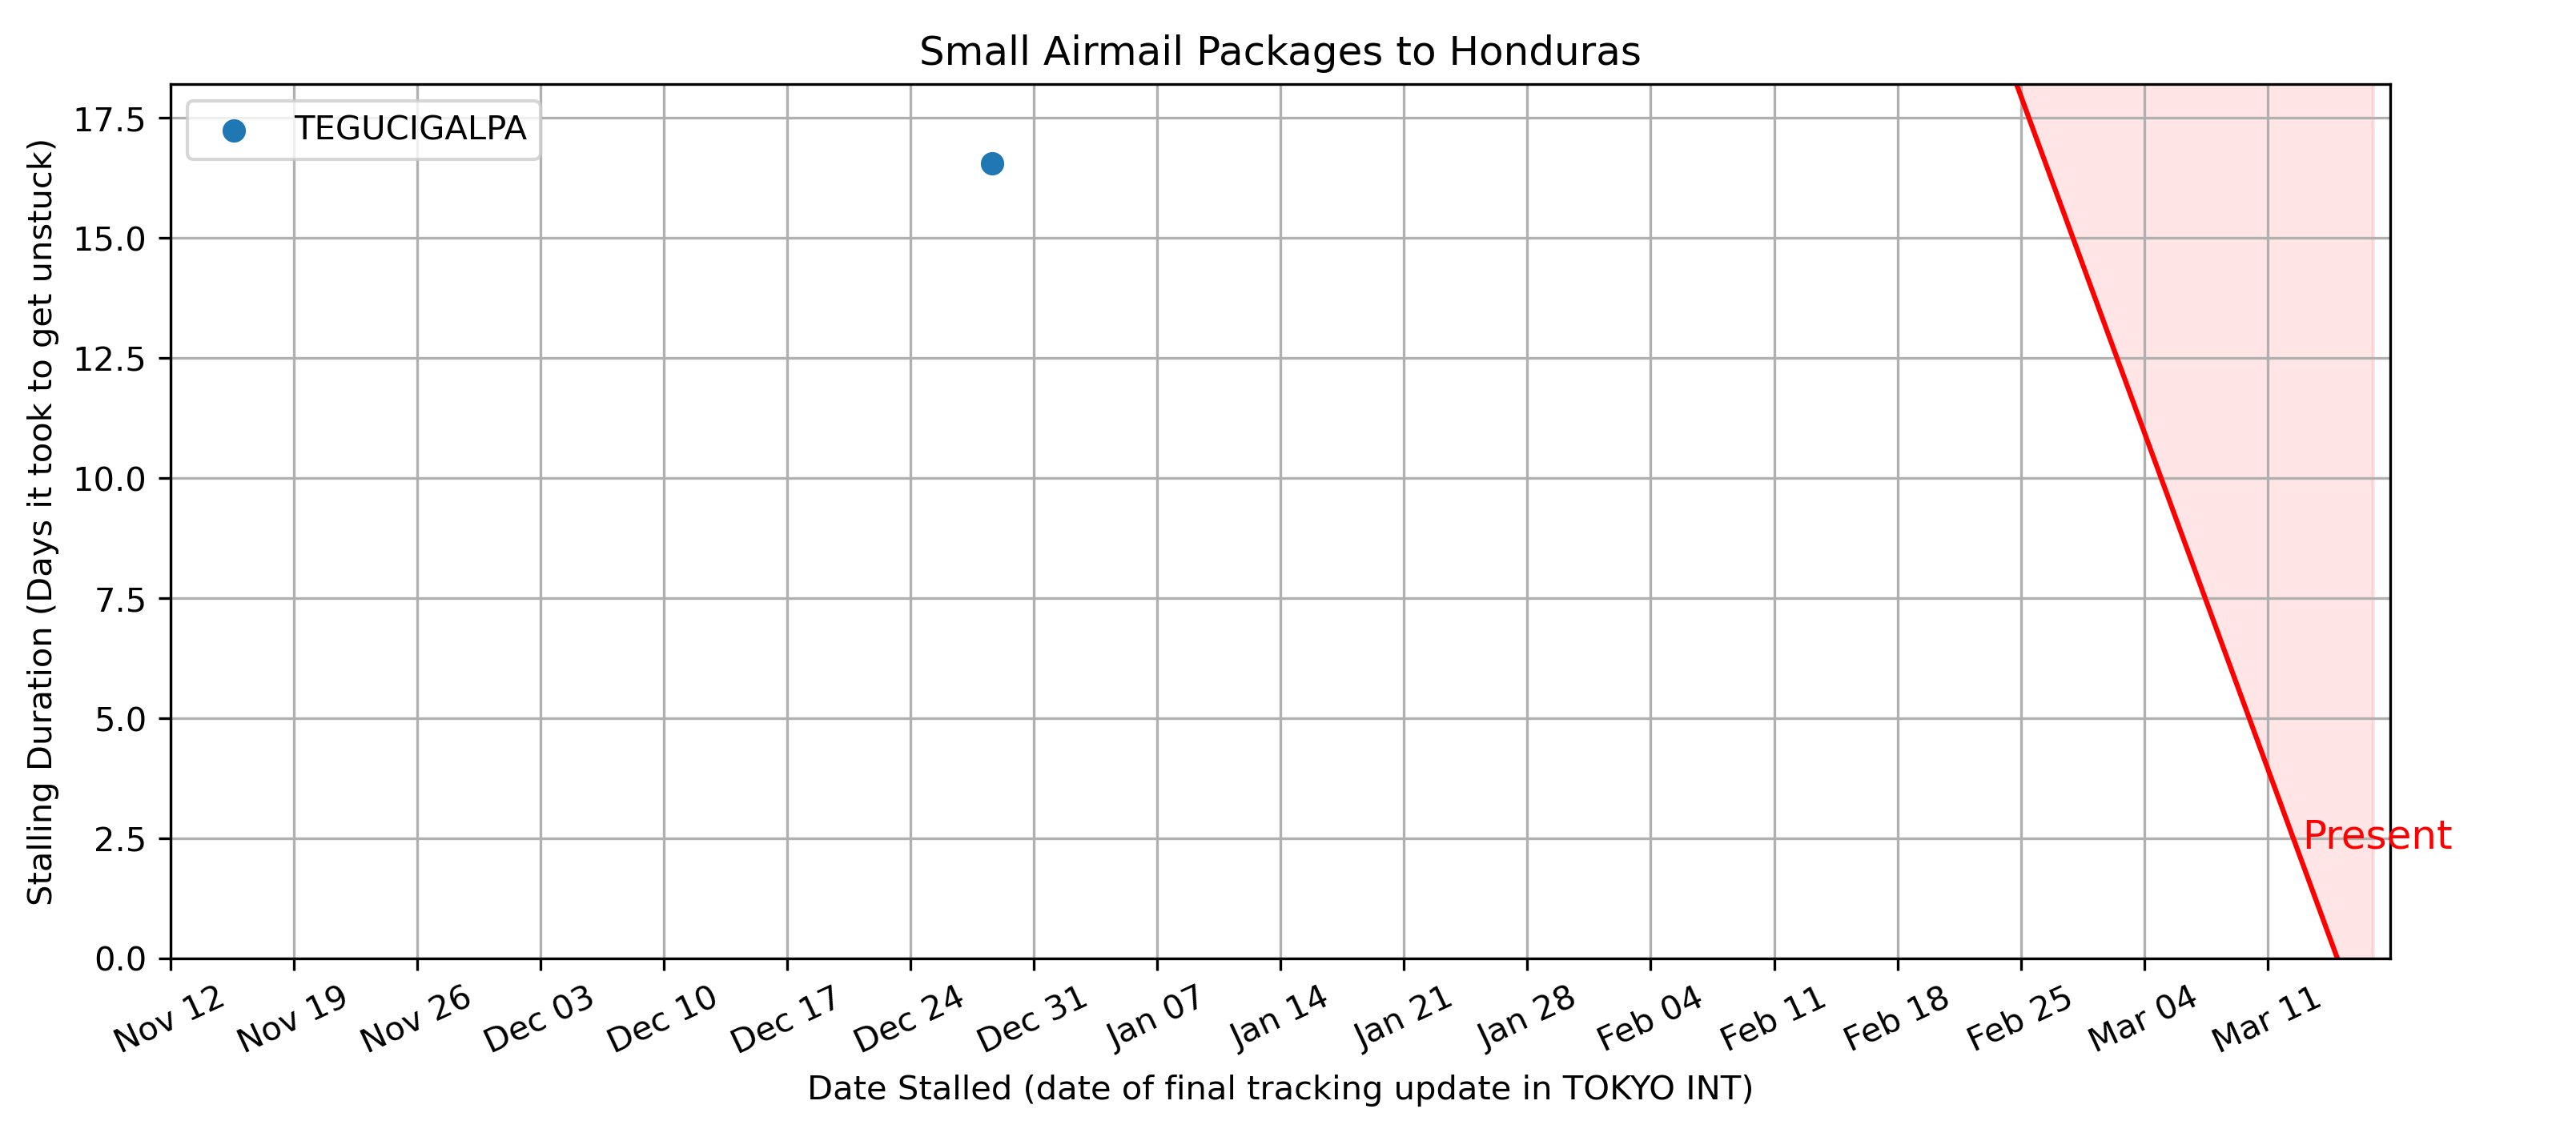 Small Airmail Packages to Honduras
TEGUCIGALPA
Stalling Duration (Days it took to get unstuck)
17.5
15.0
12.5
10.0
7.5
5.0
2.5
0.0
Present
Nov 12
Nov 19
Nov 26
Dec 03
Dec 10
Dec 17
Dec 24
Dec 31
Jan 07
Jan 14
Jan 21
Jan 28
Feb 04
Feb 11
Feb 18
Feb 25
Mar 04
Mar 11
Date Stalled (date of final tracking update in TOKYO INT)